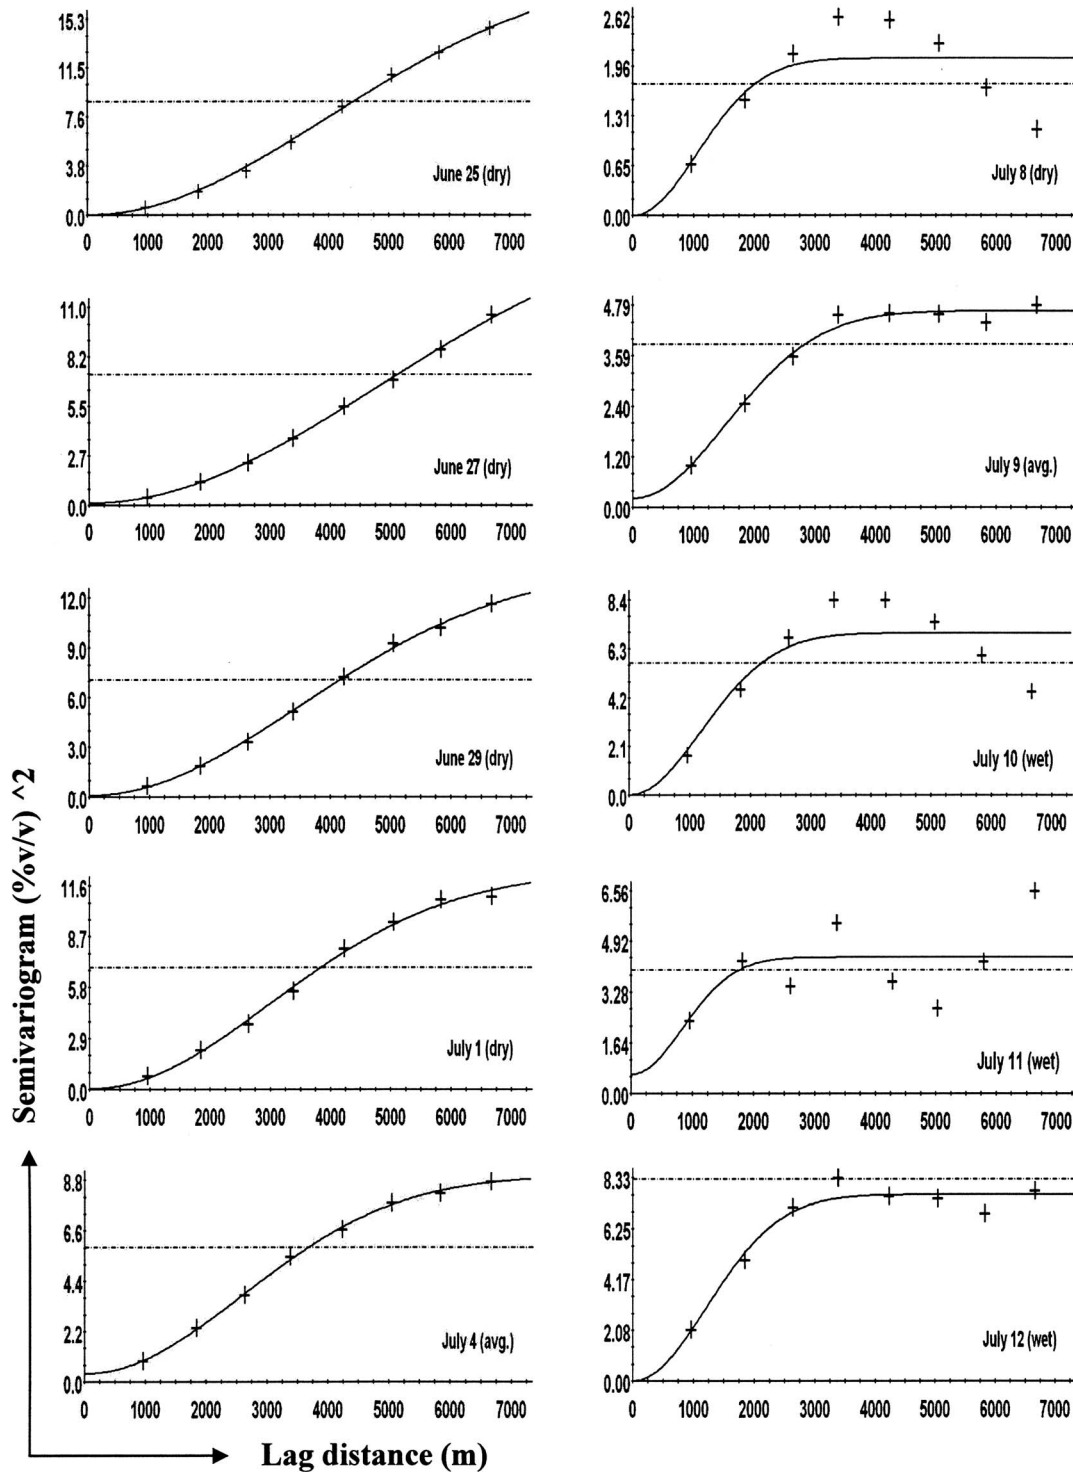 15.3
11.5
7.6
3.8
0.0
June 25 (dry)
0 1000 2000 3000 4000 5000 6000 7000
2.62
1.96
1.31
0.65
0.00
July 8 (dry)
0 1000 2000 3000 4000 5000 6000 7000
11.0
8.2
5.5
2.7
0.0
June 27 (dry)
0 1000 2000 3000 4000 5000 6000 7000
4.79
3.59
2.40
1.20
0.00
July 9 (avg.)
0 1000 2000 3000 4000 5000 6000 7000
12.0
9.0
6.0
3.0
0.0
June 29 (dry)
0 1000 2000 3000 4000 5000 6000 7000
8.4
6.3
4.2
2.1
0.0
July 10 (wet)
0 1000 2000 3000 4000 5000 6000 7000
11.6
8.7
5.8
2.9
0.0
July 1 (dry)
0 1000 2000 3000 4000 5000 6000 7000
6.56
4.92
3.28
1.64
0.00
July 11 (wet)
0 1000 2000 3000 4000 5000 6000 7000
8.8
6.6
4.4
2.2
0.0
July 4 (avg.)
0 1000 2000 3000 4000 5000 6000 7000
8.33
6.25
4.17
2.08
0.00
July 12 (wet)
0 1000 2000 3000 4000 5000 6000 7000
Semivariogram (%v/v) ^2
Lag distance (m)